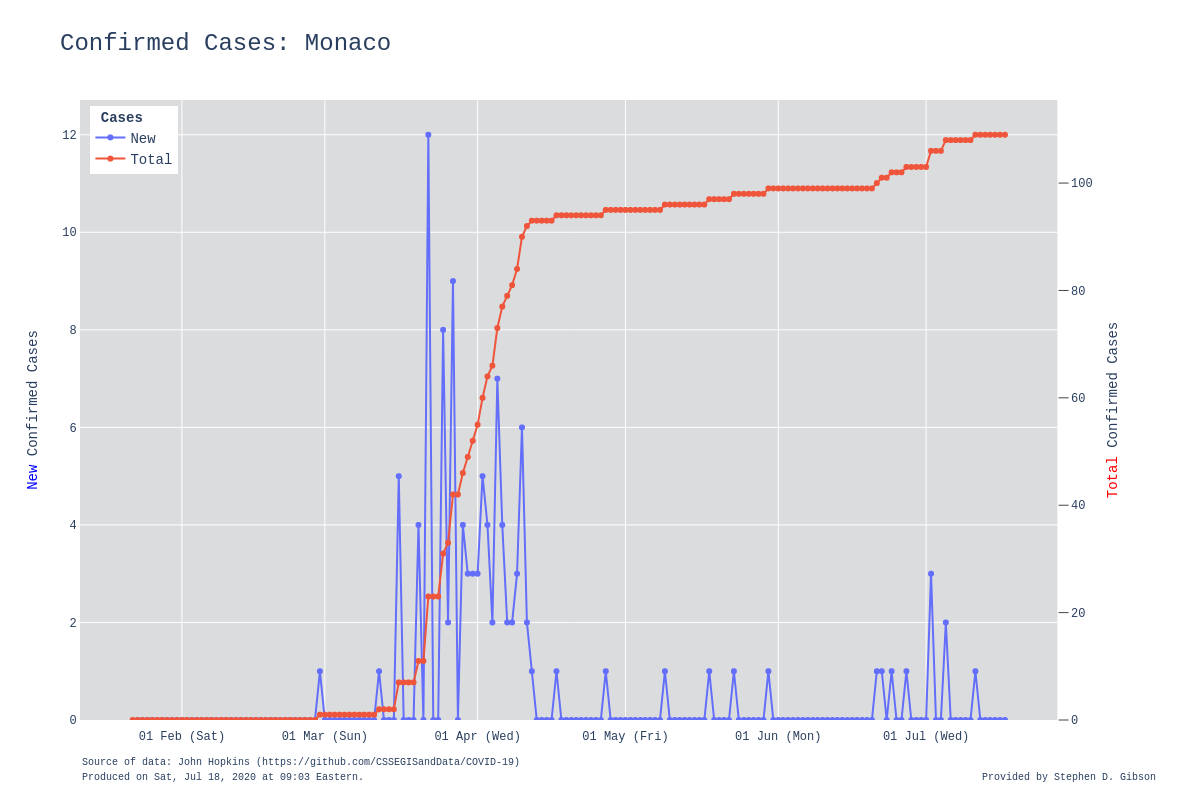 Confirmed Cases: Monaco
Cases
New
Total
12
10
8
6
4
2
0
100
80
60
40
20
0
New Confirmed Cases
Total Confirmed Cases
01 Feb (Sat)
01 Mar (Sun)
01 Apr (Wed)
01 May (Fri)
01 Jun (Mon)
01 Jul (Wed)
Source of data: John Hopkins (https://github.com/CSSEGISandData/COVID-19)
Produced on Sat, Jul 18, 2020 at 09:03 Eastern.
Provided by Stephen D. Gibson